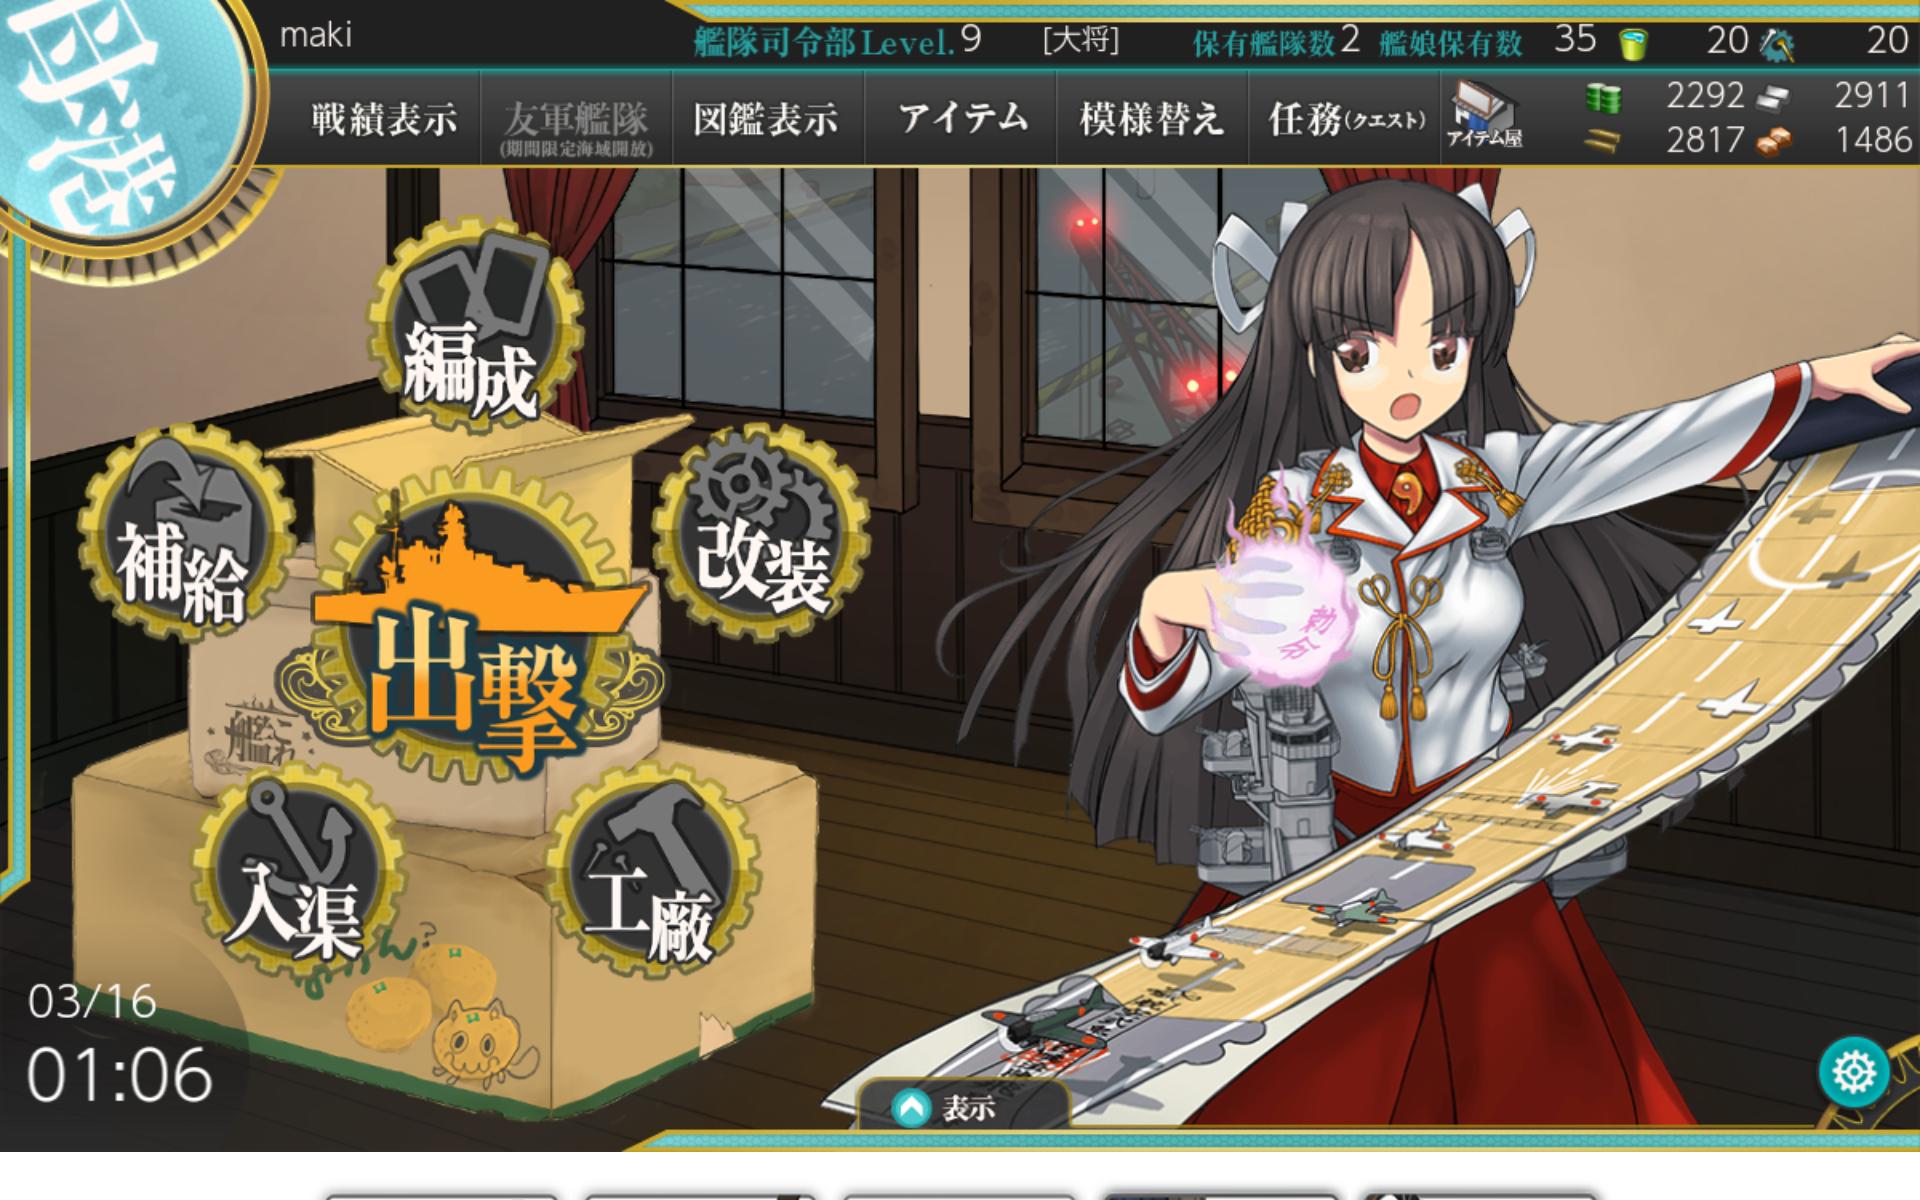 母港
maki
艦隊司令部Level.9 [大将] 保有艦隊数2 艦娘保有数 35 20 20
戦績表示
友軍艦隊
(期間限定海域開放)
図鑑表示
アイテム
模様替え
任務(クエスト)
アイテム屋
2292 2911
2817 1486
編成
補給
改装
出撃
入渠
工廠
勅令
03/16
01:06
表示